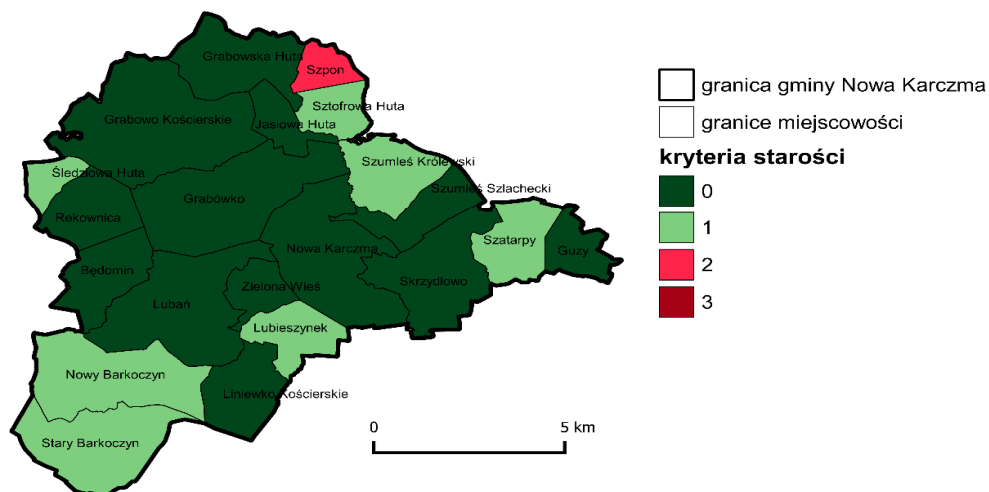 Grabowska Huta
Szpon
Sztofrowa Huta
Grabowo Kościerskie
Jasiowa Huta
Szumleś Królewski
Śledziowa Huta
Szumleś Szlachecki
Grabówko
Rekownica
Szatarpy
Nowa Karczma
Guzy
Będomin
Skrzydłowo
Zielona Wieś
Lubań
Lubieszynek
Nowy Barkoczyn
Liniewko Kościerskie
Stary Barkoczyn
granica gminy Nowa Karczma
granice miejscowości
kryteria starości
0
1
2
3
0 5 km